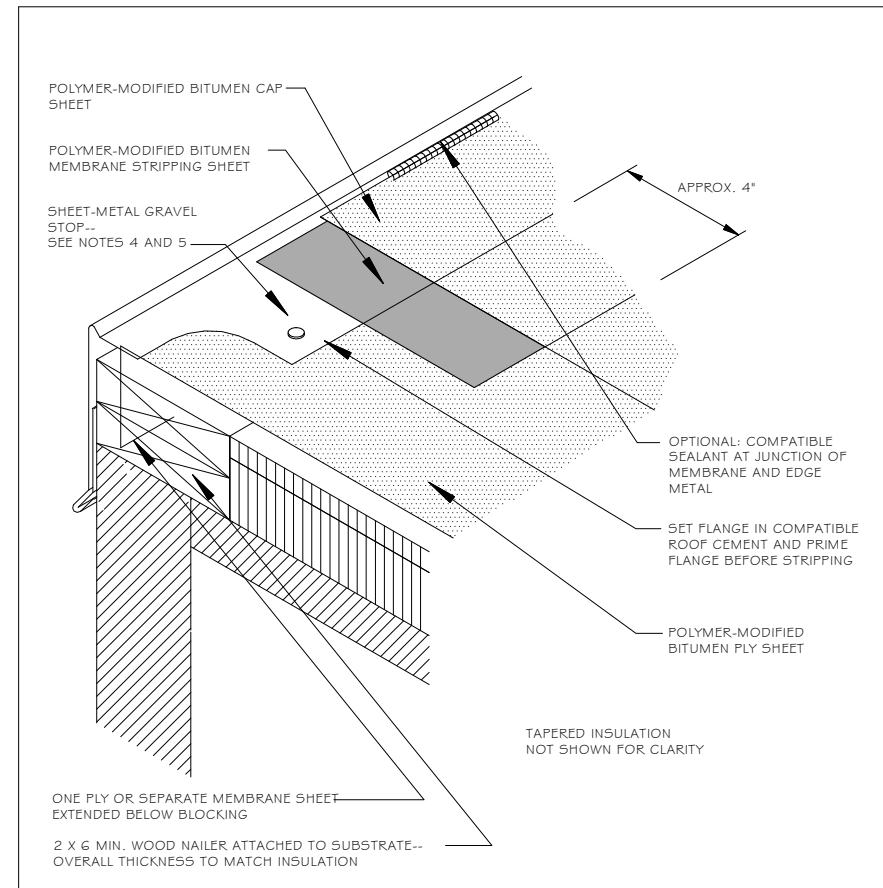 POLYMER-MODIFIED BITUMEN CAP
SHEET
POLYMER-MODIFIED BITUMEN
MEMBRANE STRIPPING SHEET
SHEET-METAL GRAVEL
STOP--
SEE NOTES 4 AND 5
APPROX. 4"
OPTIONAL: COMPATIBLE
SEALANT AT JUNCTION OF
MEMBRANE AND EDGE
METAL
SET FLANGE IN COMPATIBLE
ROOF CEMENT AND PRIME
FLANGE BEFORE STRIPPING
POLYMER-MODIFIED
BITUMEN PLY SHEET
TAPERED INSULATION
NOT SHOWN FOR CLARITY
ONE PLY OR SEPARATE MEMBRANE SHEET
EXTENDED BELOW BLOCKING
2 X 6 MIN. WOOD NAILER ATTACHED TO SUBSTRATE--
OVERALL THICKNESS TO MATCH INSULATION